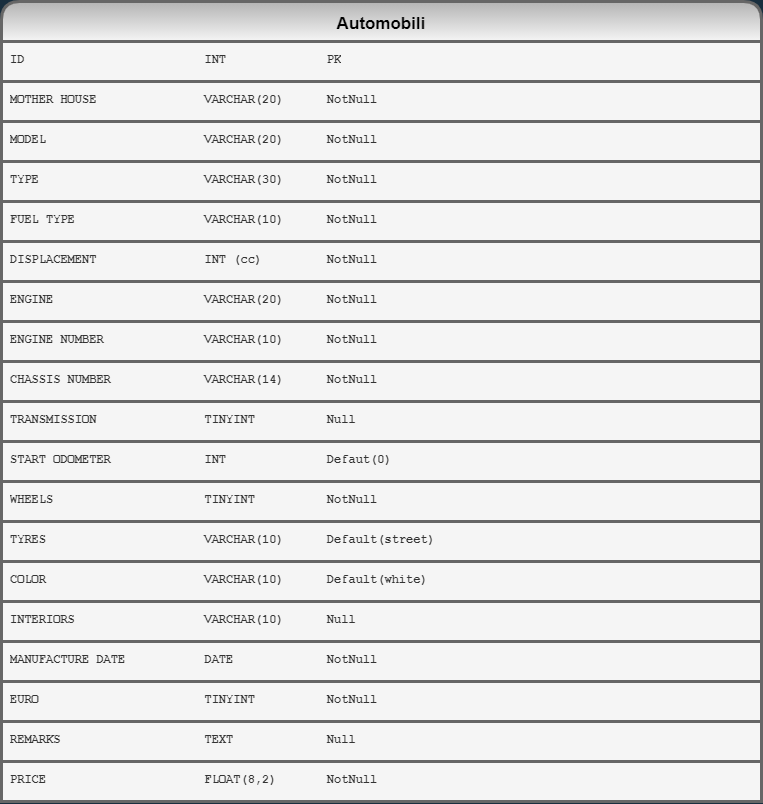 Automobili
ID INT PK
MOTHER HOUSE VARCHAR(20) NotNull
MODEL VARCHAR(20) NotNull
TYPE VARCHAR(30) NotNull
FUEL TYPE VARCHAR(10) NotNull
DISPLACEMENT INT (cc) NotNull
ENGINE VARCHAR(20) NotNull
ENGINE NUMBER VARCHAR(10) NotNull
CHASSIS NUMBER VARCHAR(14) NotNull
TRANSMISSION TINYINT Null
START ODOMETER INT Defaut(0)
WHEELS TINYINT NotNull
TYRES VARCHAR(10) Default(street)
COLOR VARCHAR(10) Default(white)
INTERIORS VARCHAR(10) Null
MANUFACTURE DATE DATE NotNull
EURO TINYINT NotNull
REMARKS TEXT Null
PRICE FLOAT(8,2) NotNull